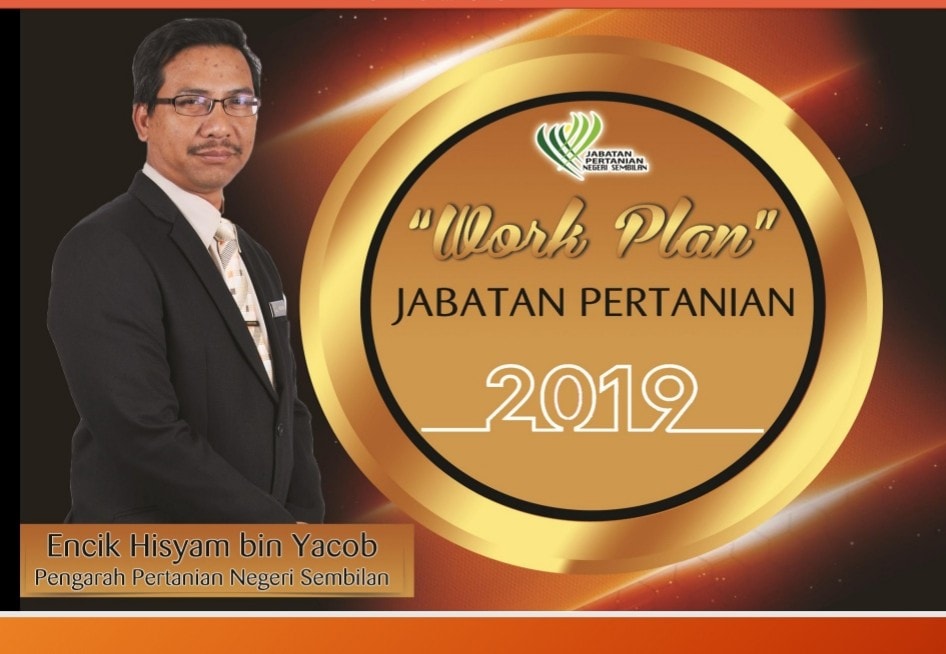 JABATAN
PERTANIAN
NEGERI SEMBILAN
"Work Plan"
JABATAN PERTANIAN
2019
Encik Hisyam bin Yacob
Pengarah Pertanian Negeri Sembilan